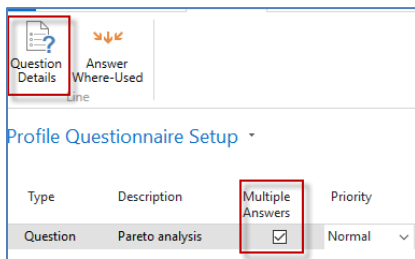 Question Answer
Details Where-Used
Line
Profile Questionnaire Setup
Type Description Multiple Answers Priority
Question Pareto analysis Normal